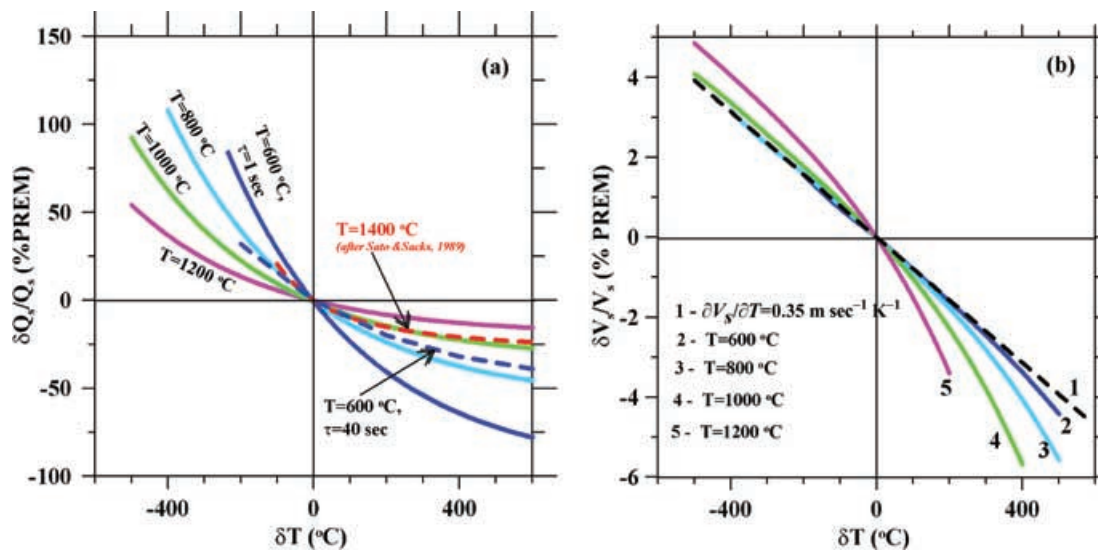 150
100
50
0
-50
-100
δQs/Qs (%PREM)
-400
0
400
δT (°C)
(a)
T=800 °C
T=600 °C,
τ=1 sec
T=1000 °C
T=1200 °C
T=1400 °C
(after Sato & Sacks, 1989)
T=600 °C,
τ=40 sec
4
2
0
-2
-4
-6
δVs/Vs (% PREM)
-400
0
400
δT (°C)
(b)
1 - ∂Vs/∂T=0.35 m sec⁻¹ K⁻¹
2 - T=600 °C
3 - T=800 °C
4 - T=1000 °C
5 - T=1200 °C
1
2
3
4
5